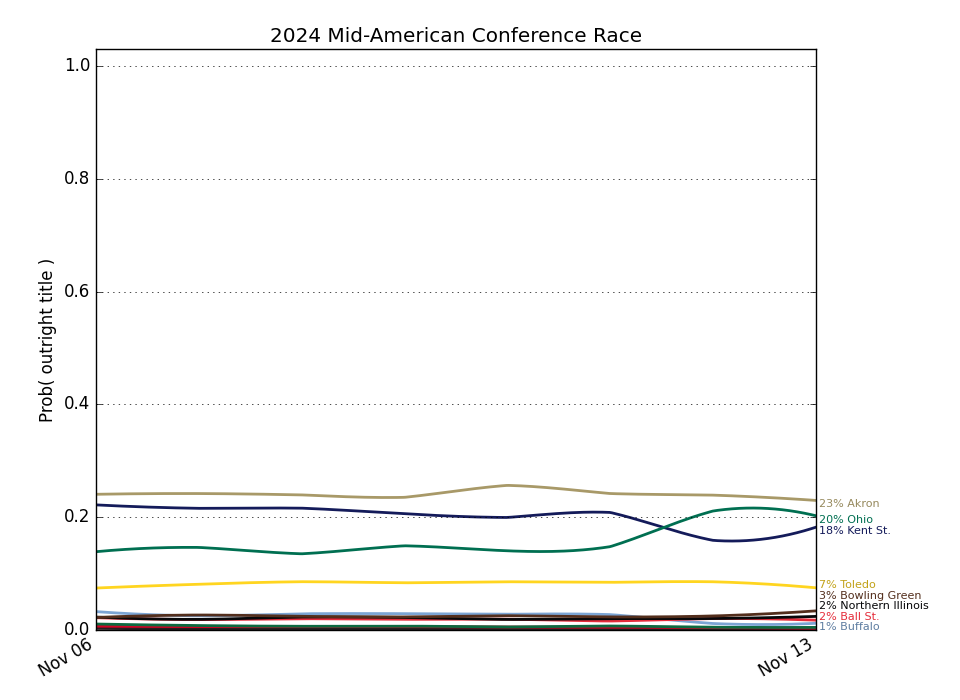 2024 Mid-American Conference Race
1.0
0.8
0.6
0.4
0.2
0.0
Prob( outright title )
Nov 06
Nov 13
23% Akron
20% Ohio
18% Kent St.
7% Toledo
3% Bowling Green
2% Northern Illinois
2% Ball St.
1% Buffalo